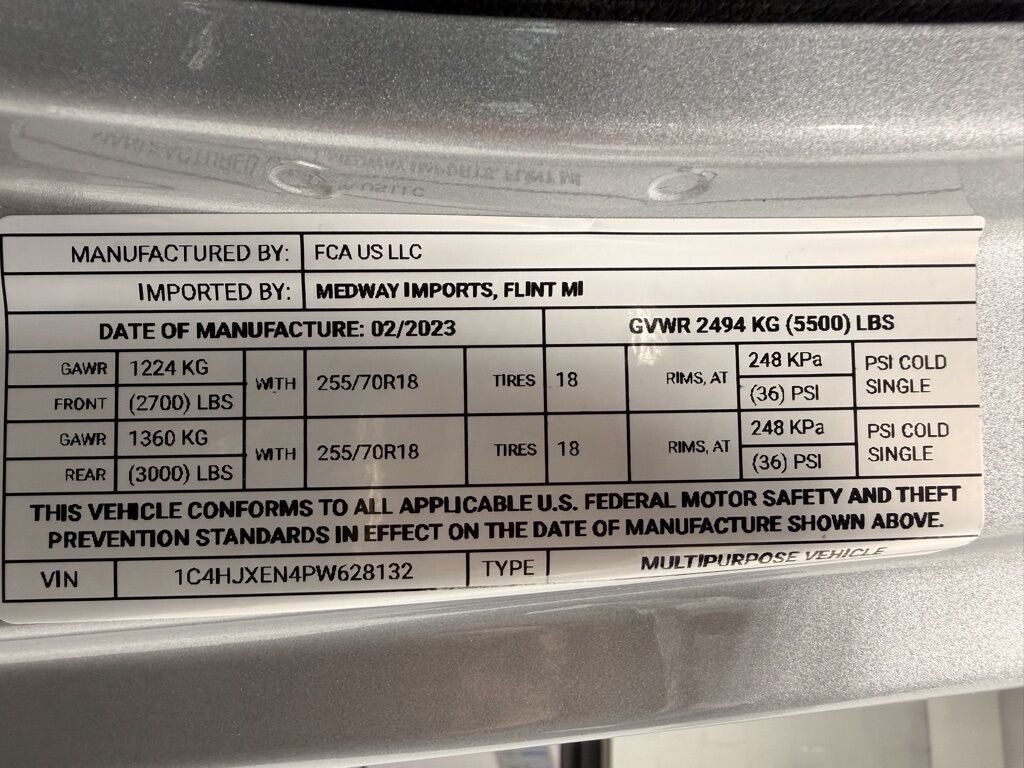 MANUFACTURED BY: FCA US LLC
IMPORTED BY: MEDWAY IMPORTS, FLINT MI
DATE OF MANUFACTURE: 02/2023 GVWR 2494 KG (5500) LBS
GAWR FRONT 1224 KG (2700) LBS WITH 255/70R18 TIRES 18 RIMS, AT 248 KPa (36) PSI PSI COLD SINGLE
GAWR REAR 1360 KG (3000) LBS WITH 255/70R18 TIRES 18 RIMS, AT 248 KPa (36) PSI PSI COLD SINGLE
THIS VEHICLE CONFORMS TO ALL APPLICABLE U.S. FEDERAL MOTOR SAFETY AND THEFT
PREVENTION STANDARDS IN EFFECT ON THE DATE OF MANUFACTURE SHOWN ABOVE.
VIN 1C4HJXEN4PW628132 TYPE MULTIPURPOSE VEHICLE